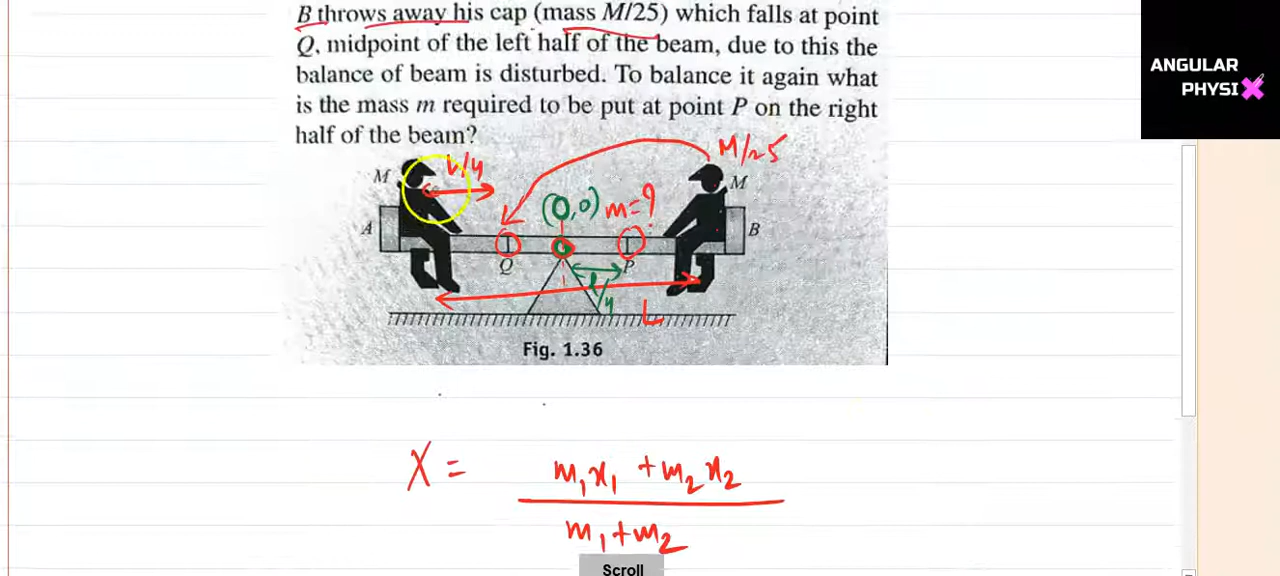 B throws away his cap (mass M/25) which falls at point
Q, midpoint of the left half of the beam, due to this the
balance of beam is disturbed. To balance it again what
is the mass m required to be put at point P on the right
half of the beam?
ANGULAR
PHYSI
M/25
M
L/4
M
(0,0) m=?
A
B
Q
P
L/4
L
Fig. 1.36
X = m₁x₁ + m₂x₂
m₁+m₂
Scroll